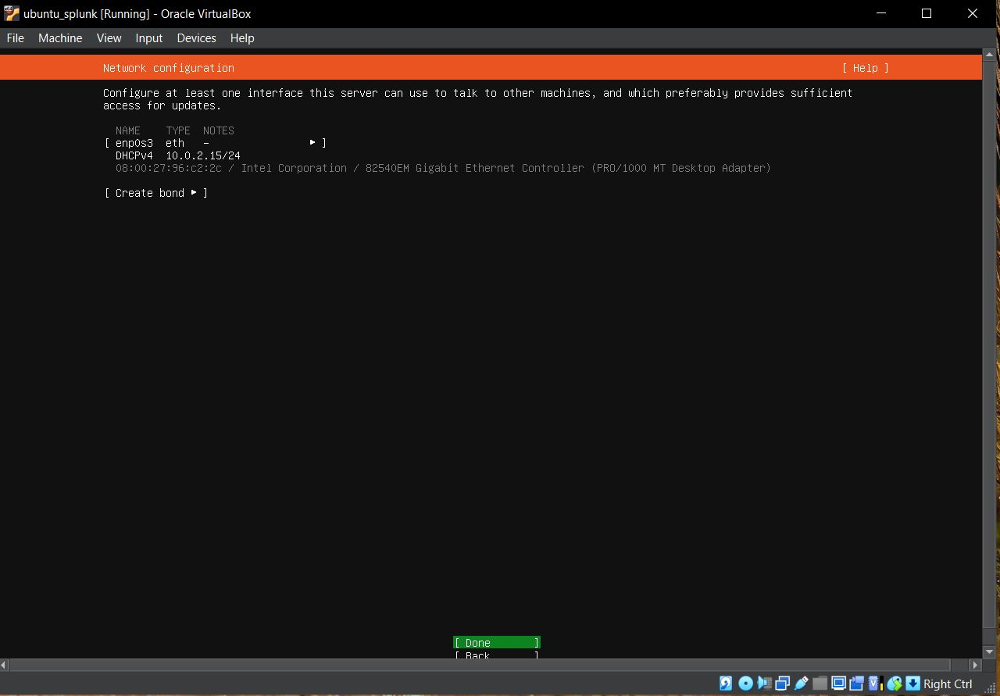 ubuntu_splunk [Running] - Oracle VirtualBox
File Machine View Input Devices Help
Network configuration [ Help ]
Configure at least one interface this server can use to talk to other machines, and which preferably provides sufficient
access for updates.
NAME TYPE NOTES
[ enp0s3 eth – ▸ ]
DHCPv4 10.0.2.15/24
08:00:27:96:c2:2c / Intel Corporation / 82540EM Gigabit Ethernet Controller (PRO/1000 MT Desktop Adapter)
[ Create bond ▸ ]
[ Done ]
[ Back ]
Right Ctrl